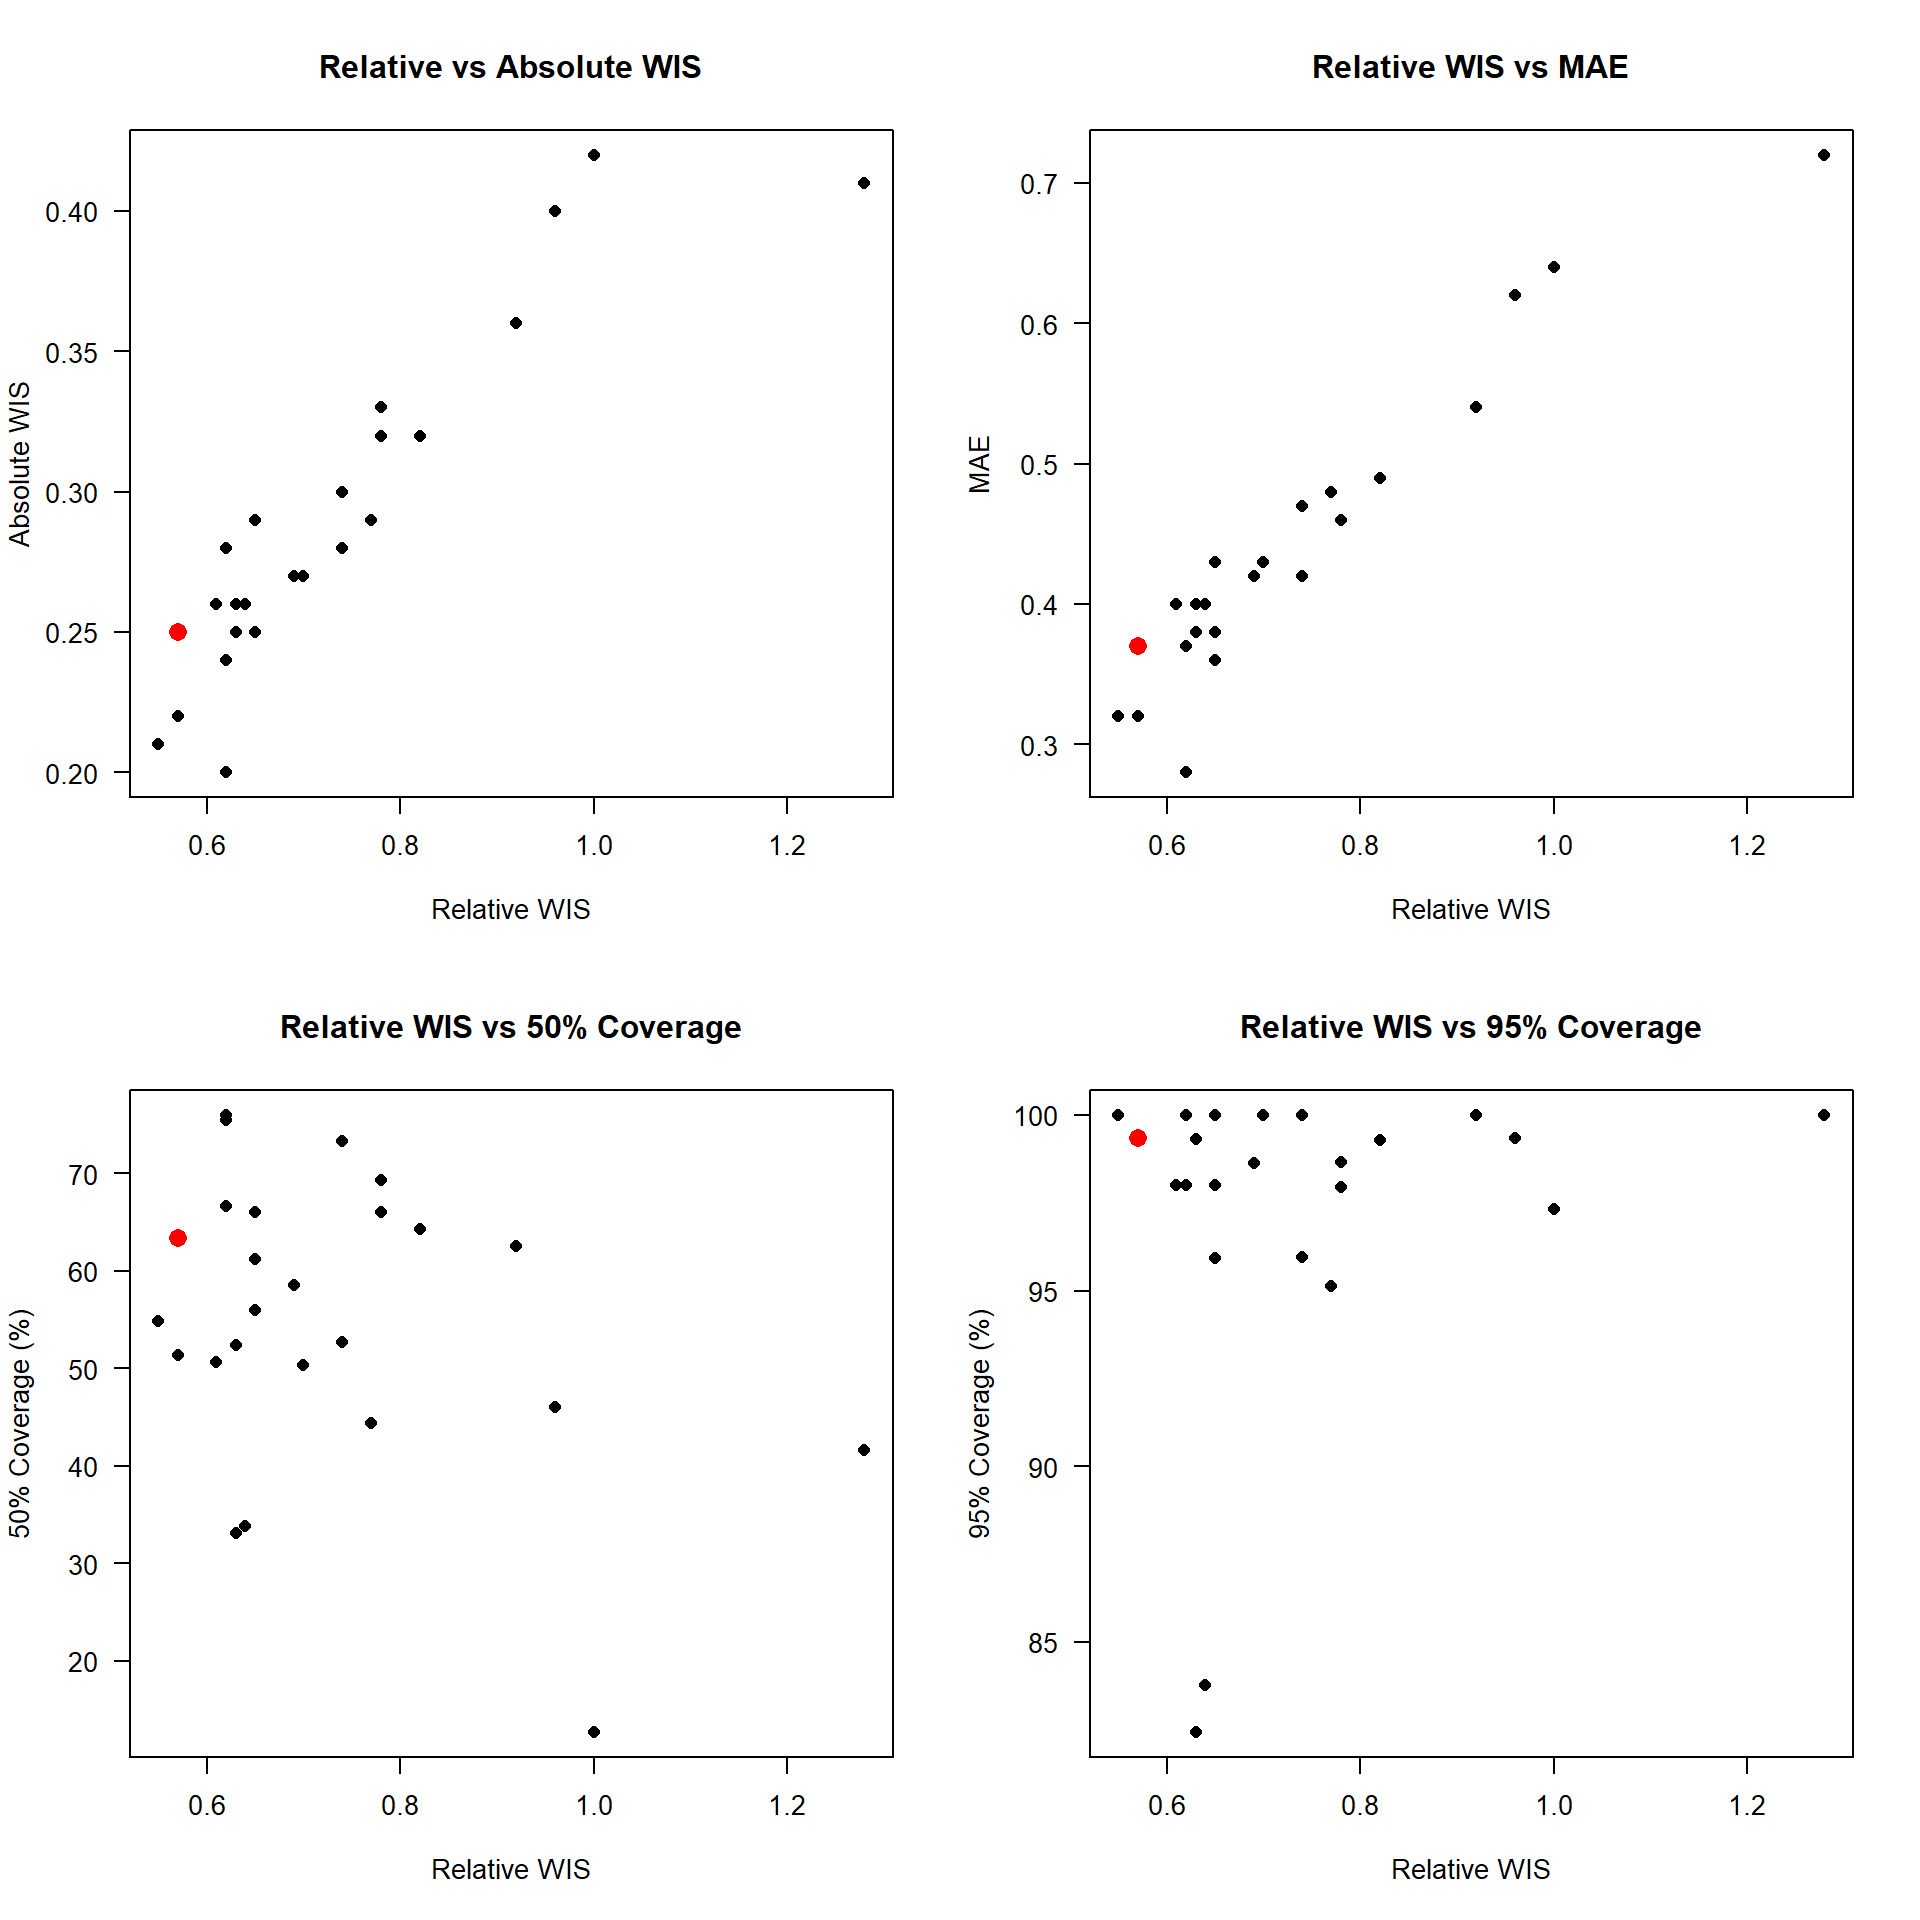 Relative vs Absolute WIS
Absolute WIS
0.40
0.35
0.30
0.25
0.20
0.6 0.8 1.0 1.2
Relative WIS
Relative WIS vs MAE
MAE
0.7
0.6
0.5
0.4
0.3
0.6 0.8 1.0 1.2
Relative WIS
Relative WIS vs 50% Coverage
50% Coverage (%)
70
60
50
40
30
20
0.6 0.8 1.0 1.2
Relative WIS
Relative WIS vs 95% Coverage
95% Coverage (%)
100
95
90
85
0.6 0.8 1.0 1.2
Relative WIS